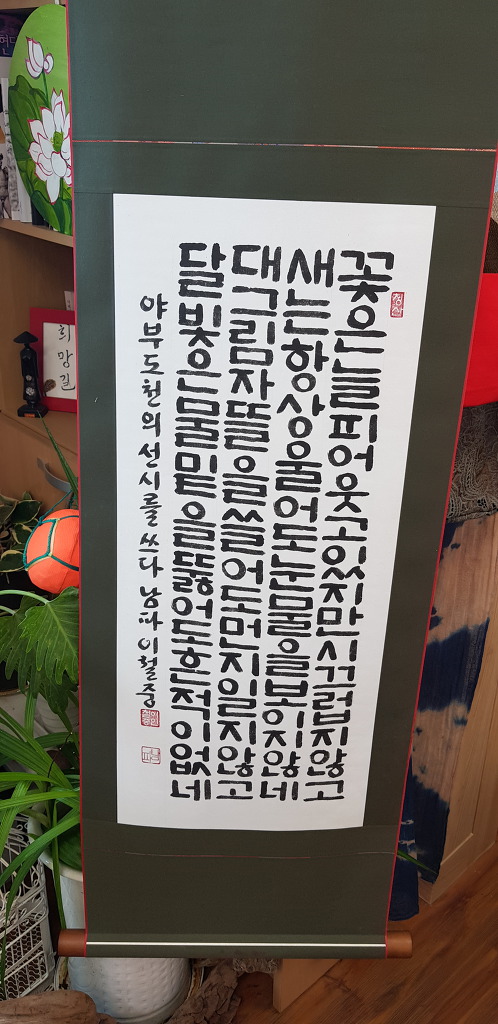 꽃은늘피어웃고있지만시끄럽지않고
새는항상울어도눈물을보이지않네
대그림자뜰을쓸어도먼지일지않고
달빛은물밑을뚫어도흔적이없네
야부도천의선시를 쓰다 낭파 이철중
희망길